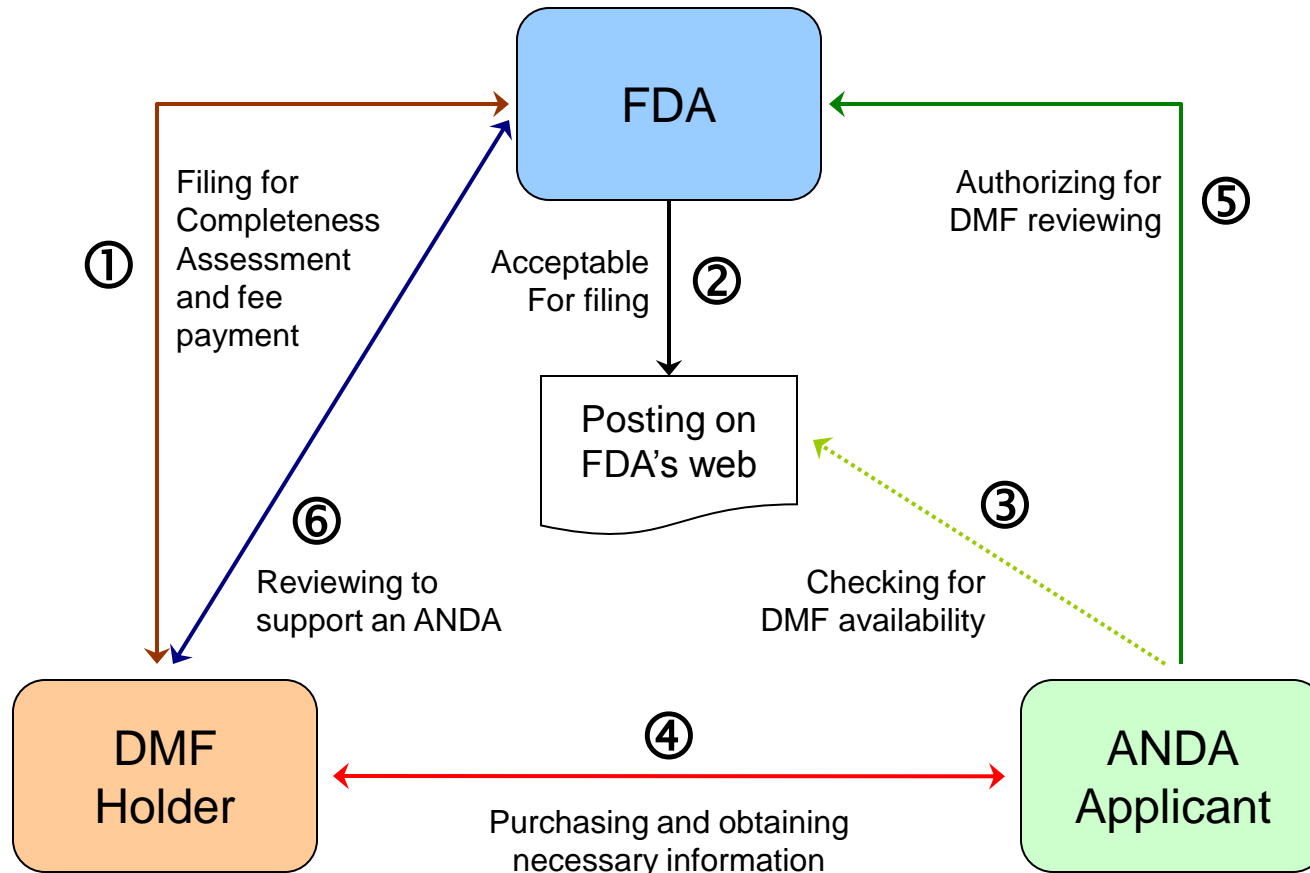 FDA
①
Filing for
Completeness
Assessment
and fee
payment
Acceptable
For filing
②
Authorizing for
DMF reviewing
⑤
Posting on
FDA's web
⑥
Reviewing to
support an ANDA
③
Checking for
DMF availability
DMF
Holder
④
Purchasing and obtaining
necessary information
ANDA
Applicant